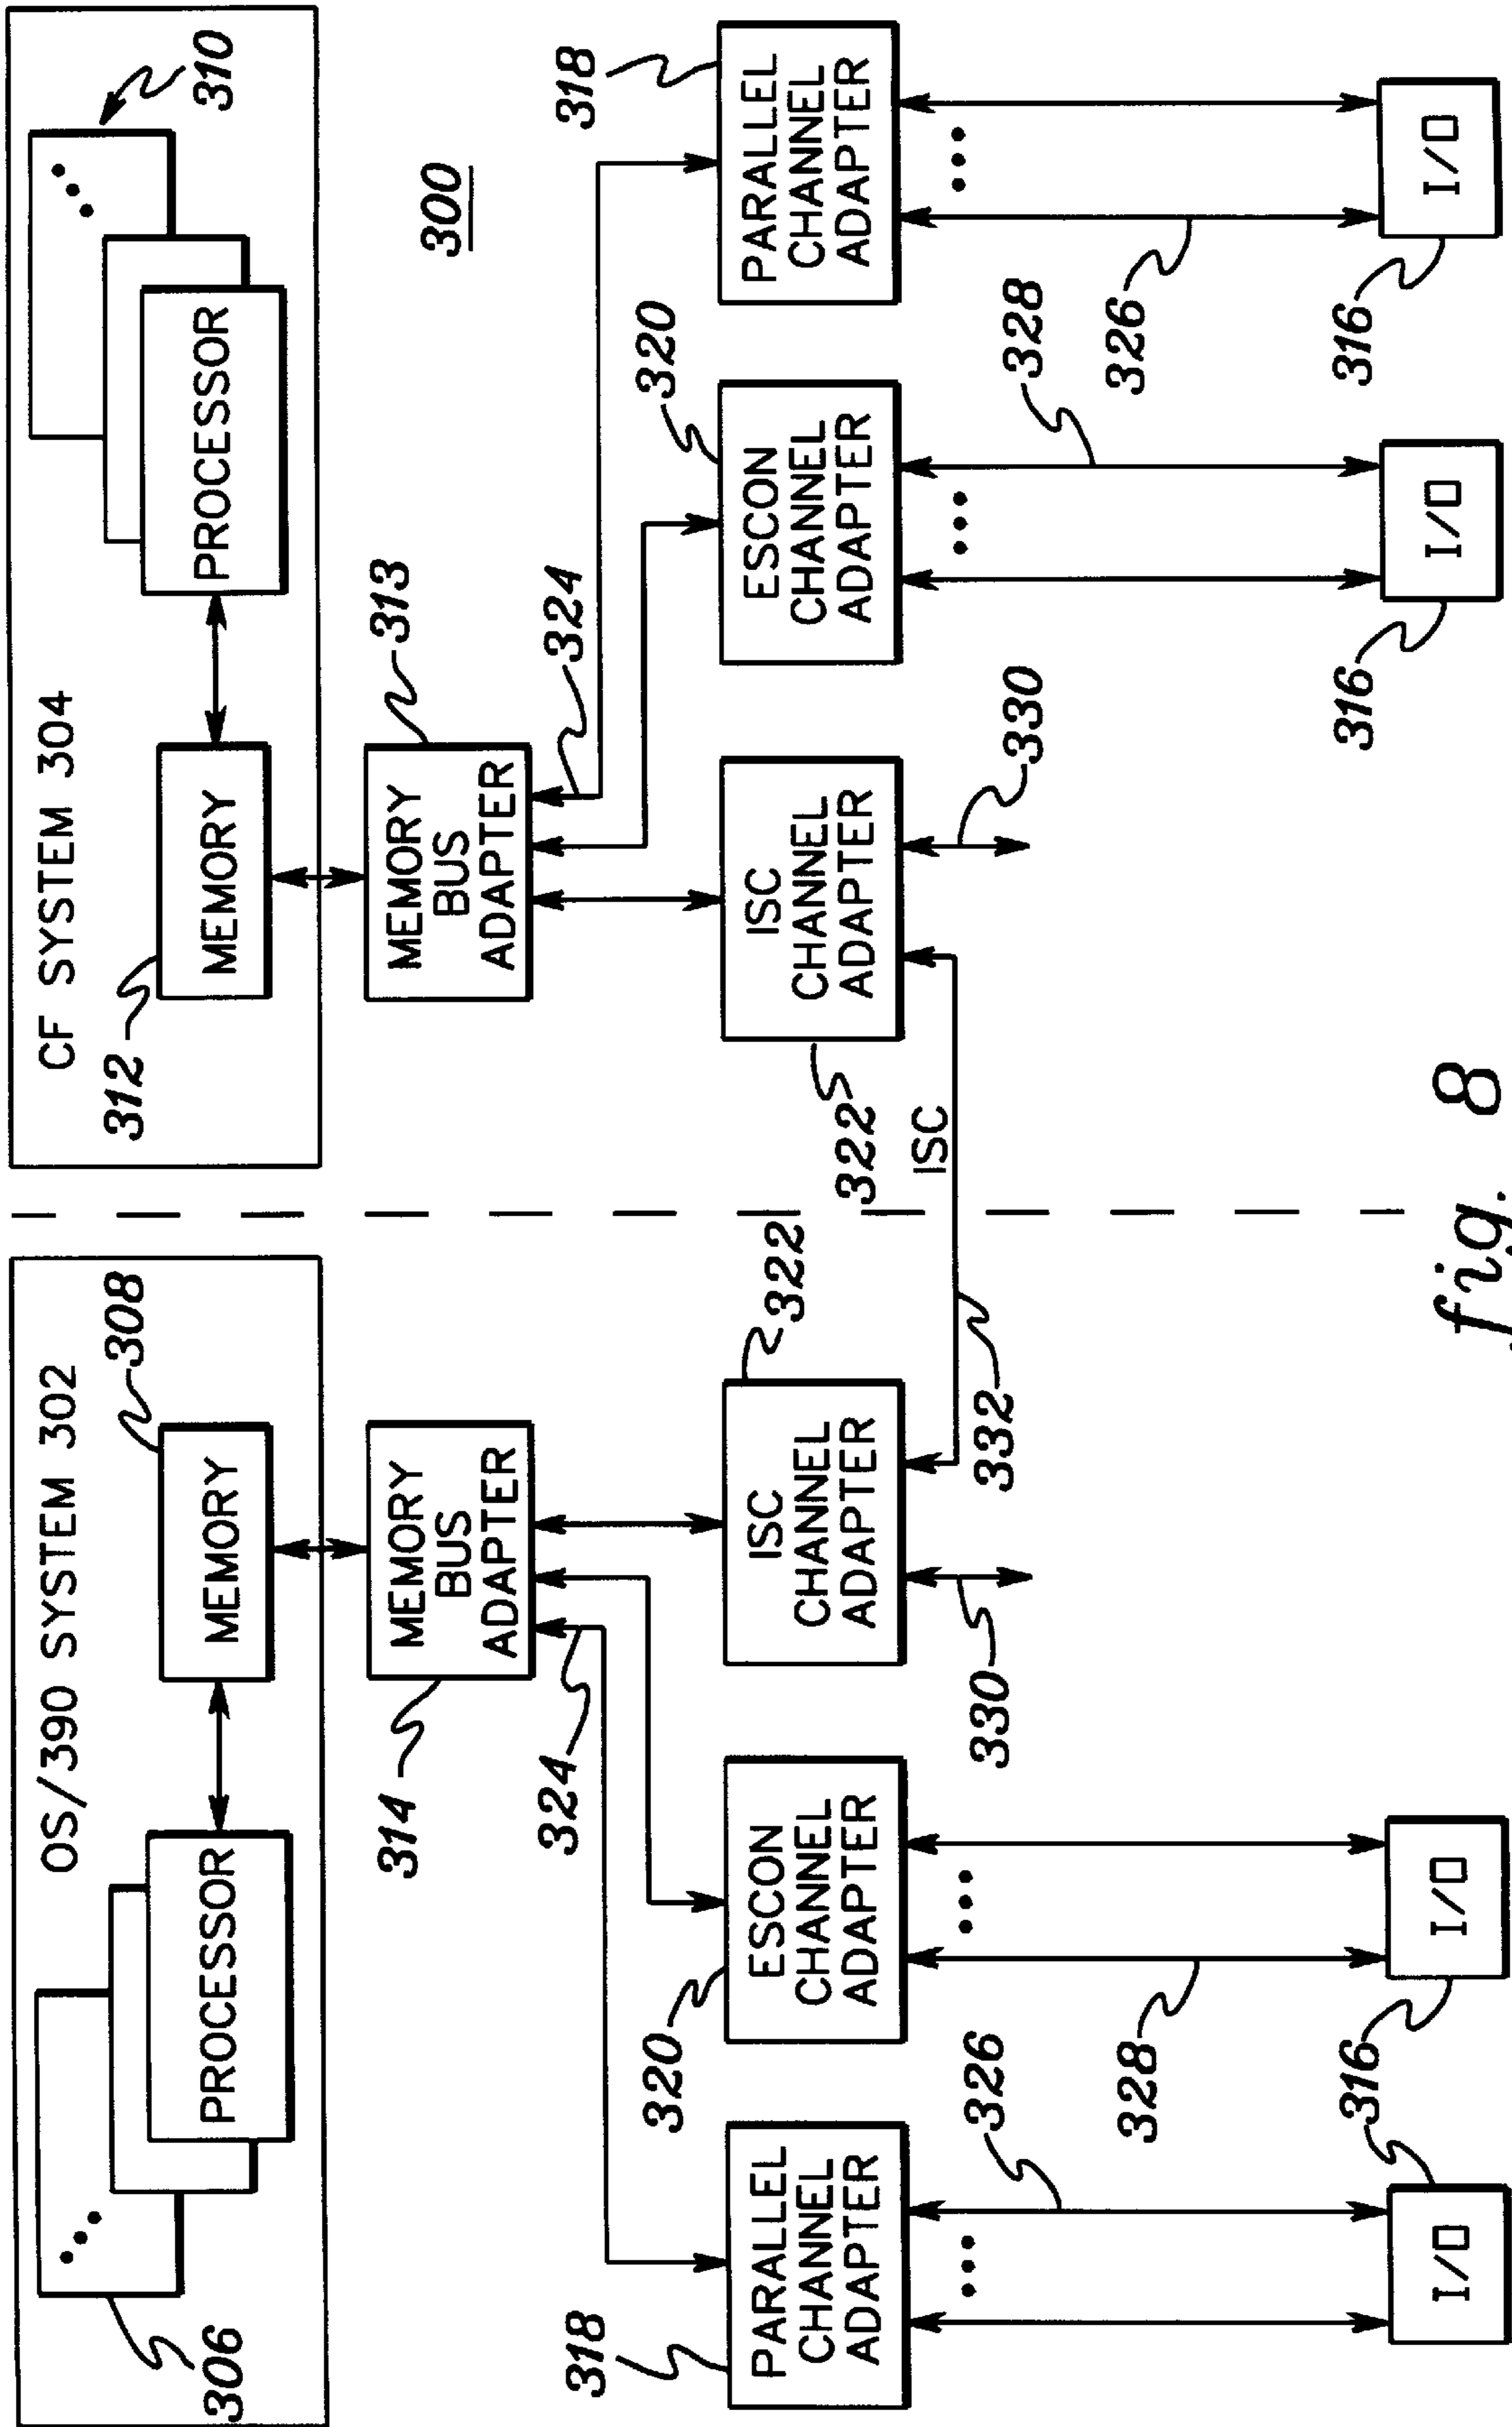 OS/390 SYSTEM 302
306
PROCESSOR
MEMORY
308
314
MEMORY
BUS
ADAPTER
324
318
PARALLEL
CHANNEL
ADAPTER
320
ESCON
CHANNEL
ADAPTER
322
ISC
CHANNEL
ADAPTER
326
328
330
332
ISC
316
I/O
I/O
CF SYSTEM 304
312
MEMORY
PROCESSOR
310
313
MEMORY
BUS
ADAPTER
324
300
322
ISC
CHANNEL
ADAPTER
320
ESCON
CHANNEL
ADAPTER
318
PARALLEL
CHANNEL
ADAPTER
330
328
326
316
I/O
316
I/O
fig. 8